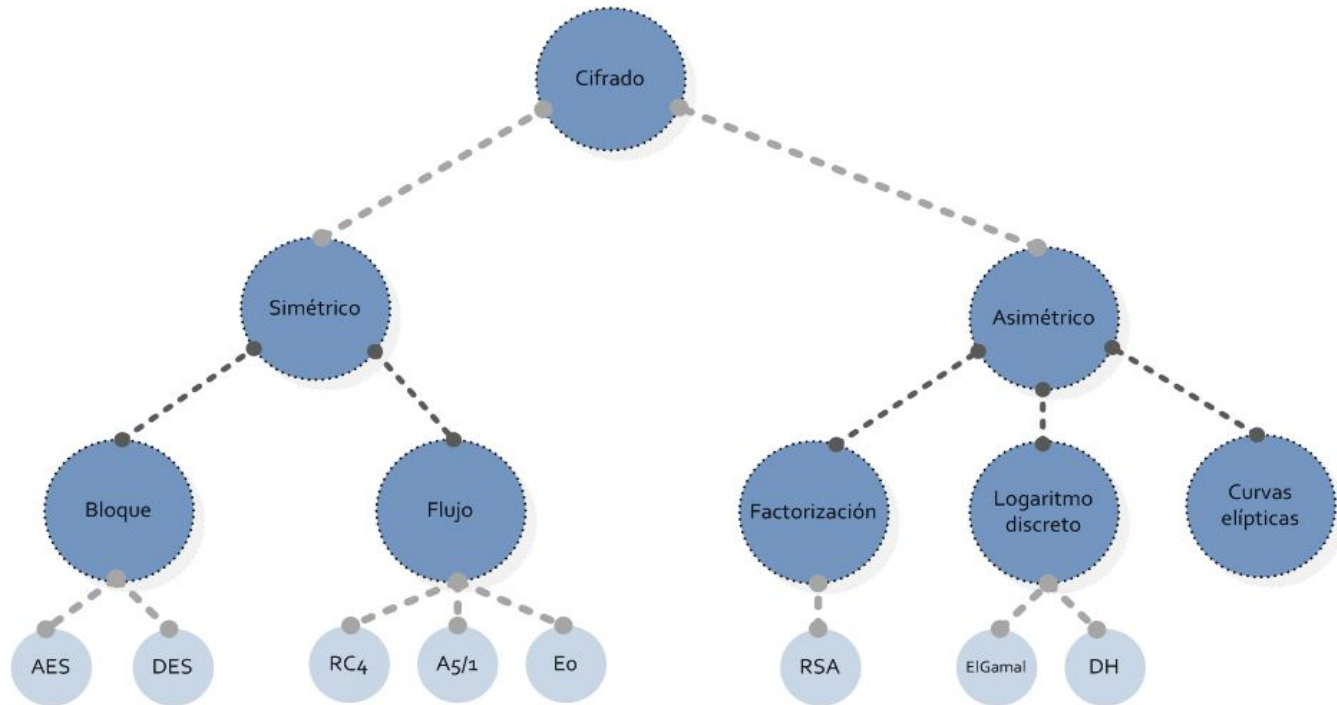 Cifrado
Simétrico
Asimétrico
Bloque
Flujo
Factorización
Logaritmo
discreto
Curvas
elípticas
AES
DES
RC4
A5/1
E0
RSA
ElGamal
DH